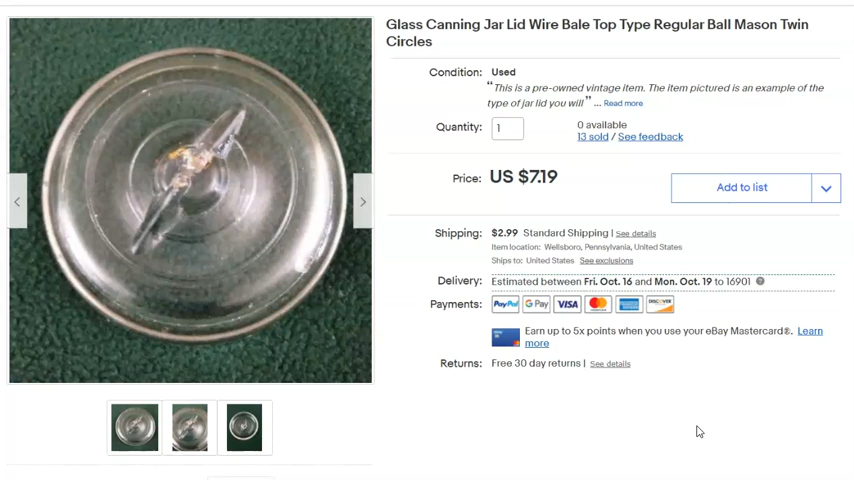 Glass Canning Jar Lid Wire Bale Top Type Regular Ball Mason Twin
Circles
Condition: Used
“This is a pre-owned vintage item. The item pictured is an example of the
type of jar lid you will” ... Read more
Quantity: 1 0 available
13 sold / See feedback
Price: US $7.19 Add to list
Shipping: $2.99 Standard Shipping | See details
Item location: Wellsboro, Pennsylvania, United States
Ships to: United States See exclusions
Delivery: Estimated between Fri. Oct. 16 and Mon. Oct. 19 to 16901 ?
Payments: PayPal G Pay VISA mastercard DISCOVER
Earn up to 5x points when you use your eBay Mastercard®. Learn
more
Returns: Free 30 day returns | See details